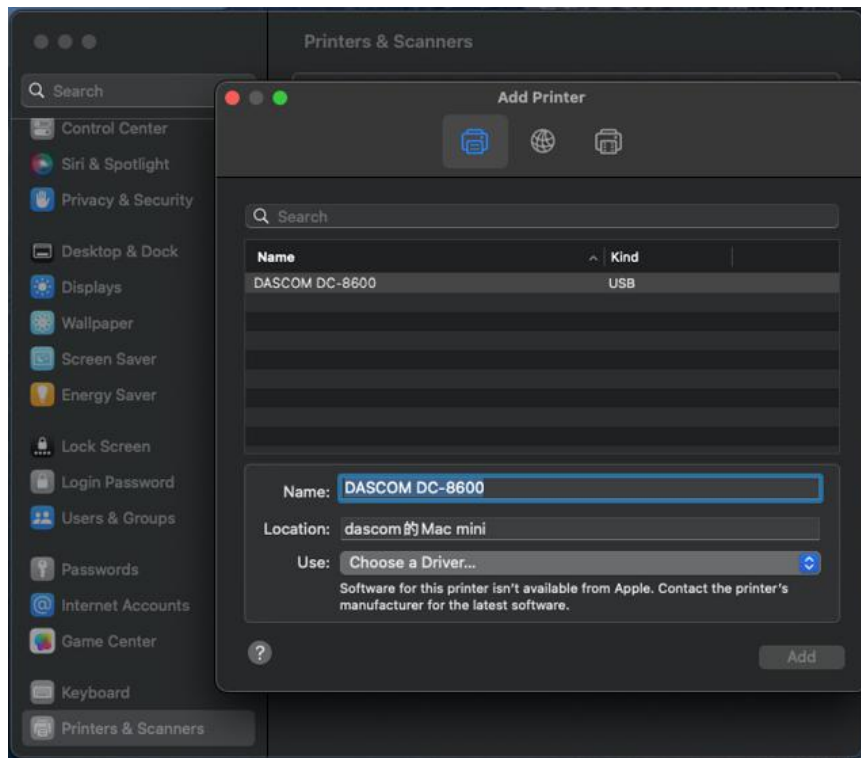 Printers & Scanners
Search
Control Center
Siri & Spotlight
Privacy & Security
Desktop & Dock
Displays
Wallpaper
Screen Saver
Energy Saver
Lock Screen
Login Password
Users & Groups
Passwords
Internet Accounts
Game Center
Keyboard
Printers & Scanners
Add Printer
Search
Name Kind
DASCOM DC-8600 USB
Name: DASCOM DC-8600
Location: dascom的 Mac mini
Use: Choose a Driver...
Software for this printer isn't available from Apple. Contact the printer's
manufacturer for the latest software.
?
Add